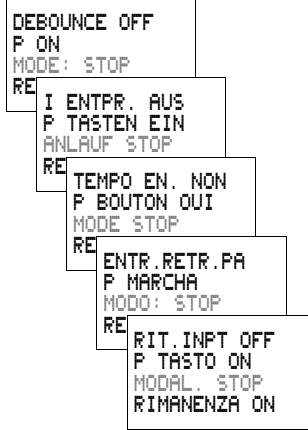 DEBOUNCE OFF
P ON
MODE: STOP
RE
I ENTPR. AUS
P TASTEN EIN
ANLAUF STOP
RE
TEMPO EN. NON
P BOUTON OUI
MODE STOP
RE
ENTR.RETR.PA
P MARCHA
MODO: STOP
RE
RIT.INPT OFF
P TASTO ON
MODAL. STOP
RIMANENZA ON